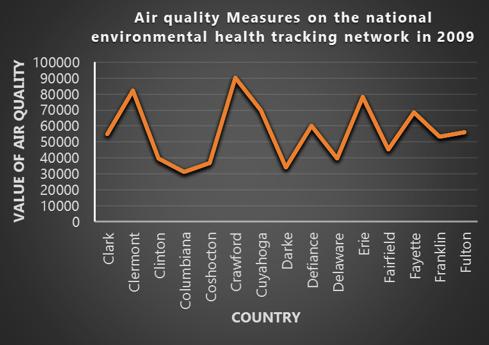 Air quality Measures on the national
environmental health tracking network in 2009
VALUE OF AIR QUALITY
100000
90000
80000
70000
60000
50000
40000
30000
20000
10000
0
Clark
Clermont
Clinton
Columbiana
Coshocton
Crawford
Cuyahoga
Darke
Defiance
Delaware
Erie
Fairfield
Fayette
Franklin
Fulton
COUNTRY